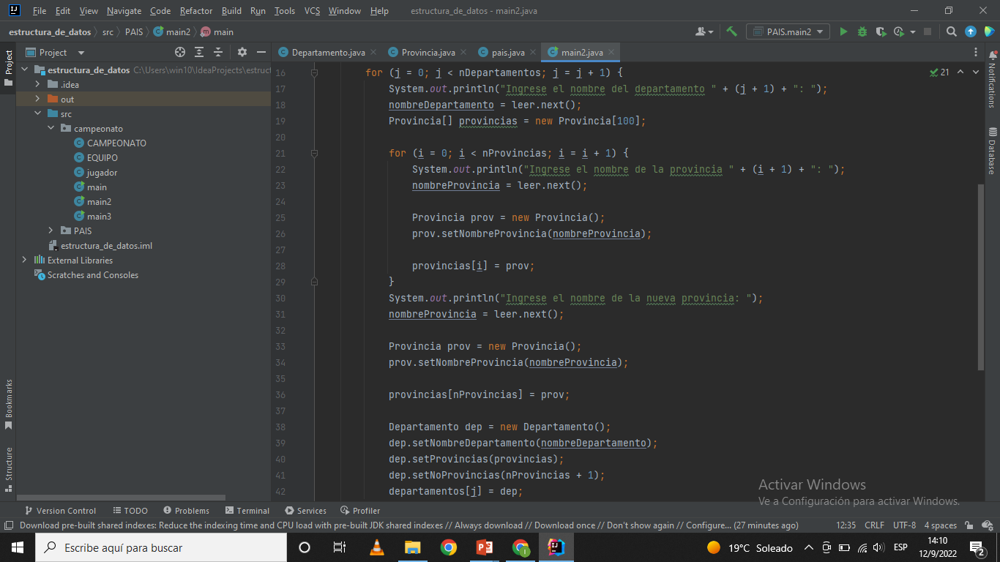 File Edit View Navigate Code Refactor Build Run Tools VCS Window Help estructura_de_datos - main2.java
estructura_de_datos src PAIS main2 main PAIS.main2
Project
Project
Departamento.java Provincia.java pais.java main2.java
estructura_de_datos C:\Users\win10\IdeaProjects\estruct
.idea
out
src
campeonato
CAMPEONATO
EQUIPO
jugador
main
main2
main3
PAIS
estructura_de_datos.iml
External Libraries
Scratches and Consoles
Bookmarks
Structure
21
16 for (j = 0; j < nDepartamentos; j = j + 1) {
17 System.out.println("Ingrese el nombre del departamento " + (j + 1) + ": ");
18 nombreDepartamento = leer.next();
19 Provincia[] provincias = new Provincia[100];
20
21 for (i = 0; i < nProvincias; i = i + 1) {
22 System.out.println("Ingrese el nombre de la provincia " + (i + 1) + ": ");
23 nombreProvincia = leer.next();
24
25 Provincia prov = new Provincia();
26 prov.setNombreProvincia(nombreProvincia);
27
28 provincias[i] = prov;
29 }
30 System.out.println("Ingrese el nombre de la nueva provincia: ");
31 nombreProvincia = leer.next();
32
33 Provincia prov = new Provincia();
34 prov.setNombreProvincia(nombreProvincia);
35
36 provincias[nProvincias] = prov;
37
38 Departamento dep = new Departamento();
39 dep.setNombreDepartamento(nombreDepartamento);
40 dep.setProvincias(provincias);
41 dep.setNoProvincias(nProvincias + 1);
42 departamentos[j] = dep;
Notifications
Database
Activar Windows
Ve a Configuración para activar Windows.
Version Control TODO Problems Terminal Services Profiler
Download pre-built shared indexes: Reduce the indexing time and CPU load with pre-built JDK shared indexes // Always download // Download once // Don't show again // Configure... (27 minutes ago) 12:35 CRLF UTF-8 4 spaces
Escribe aquí para buscar
19°C Soleado ESP
14:10
12/9/2022
2